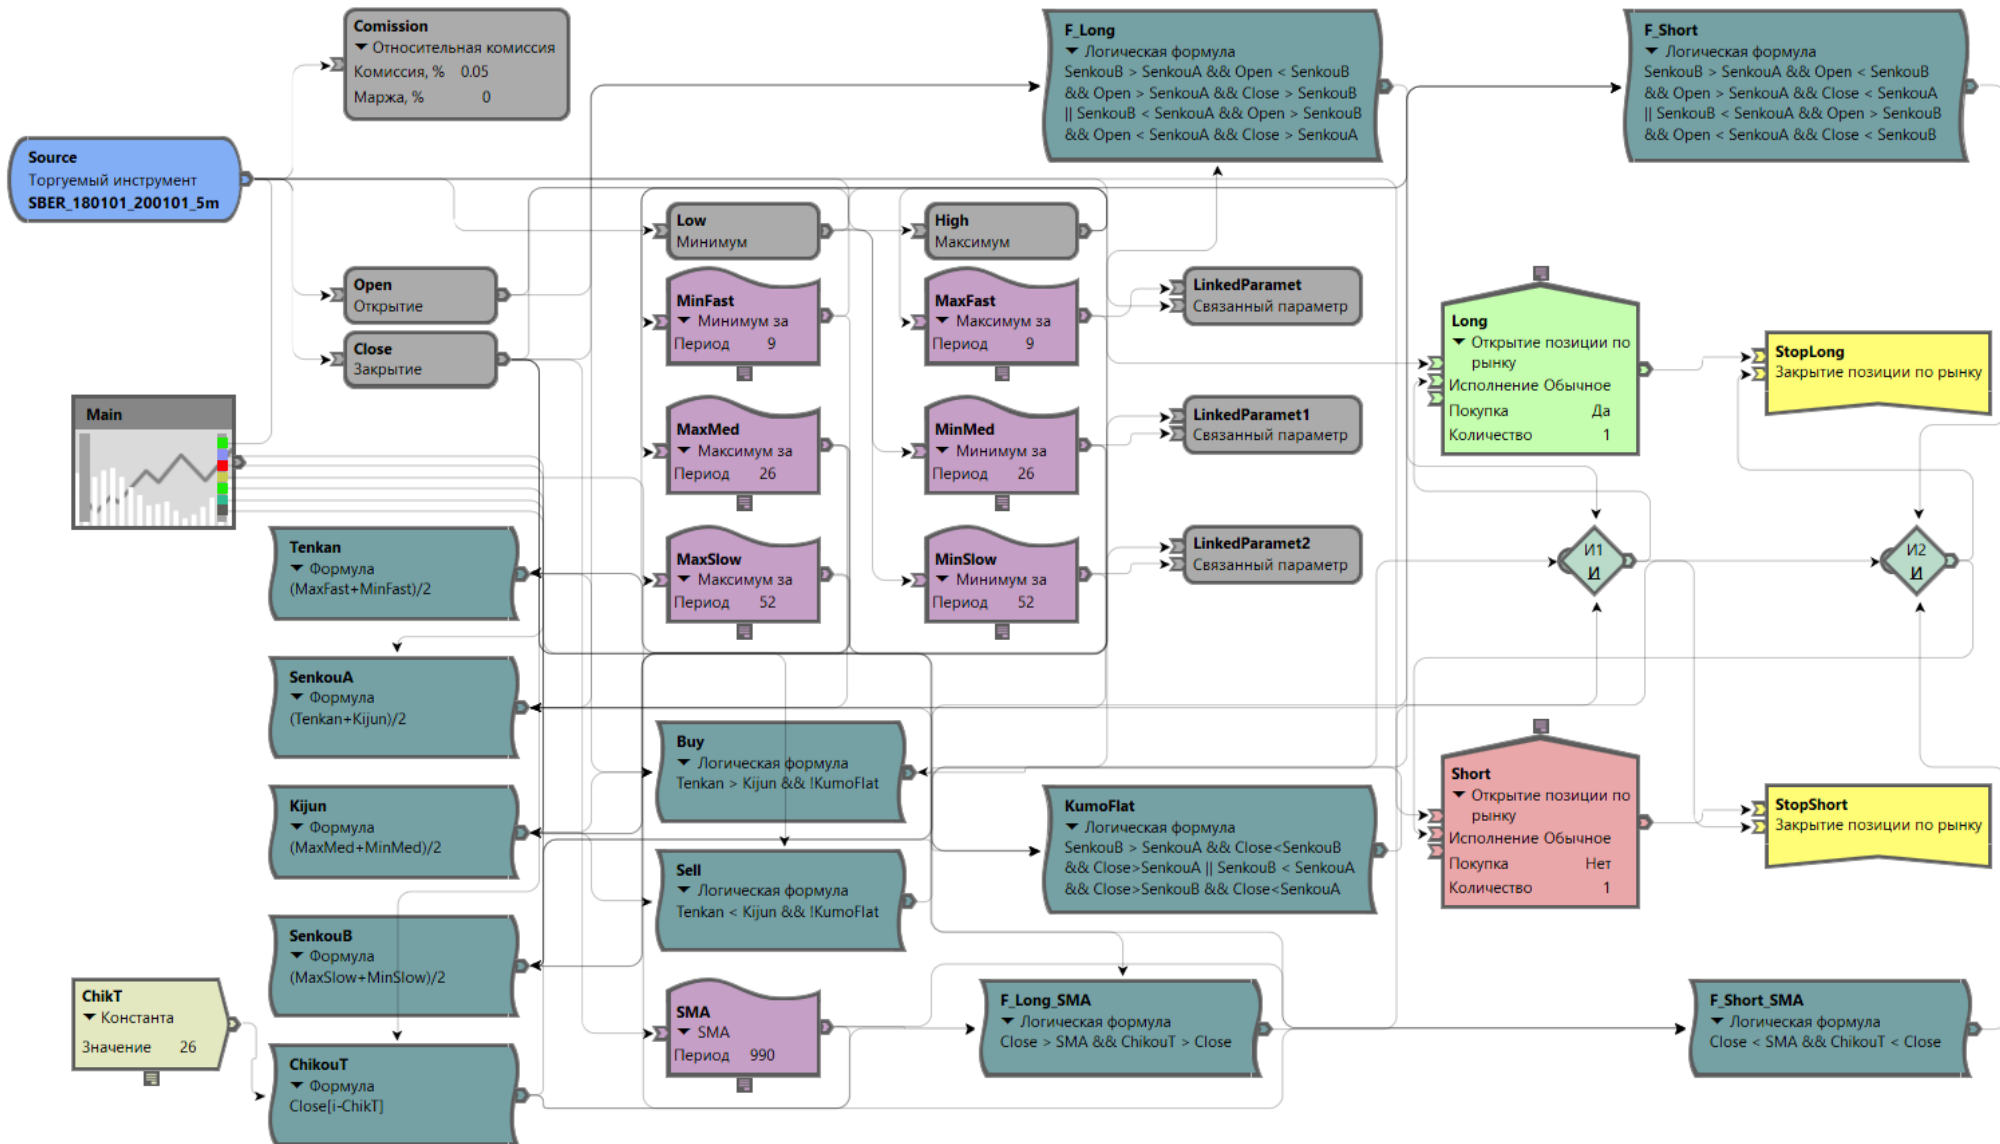 Comission
Относительная комиссия
Комиссия, % 0.05
Маржа, % 0
F_Long
Логическая формула
SenkouB > SenkouA && Open < SenkouB
&& Open > SenkouA && Close > SenkouB
|| SenkouB < SenkouA && Open > SenkouB
&& Open < SenkouA && Close > SenkouA
F_Short
Логическая формула
SenkouB > SenkouA && Open < SenkouB
&& Open > SenkouA && Close < SenkouA
|| SenkouB < SenkouA && Open > SenkouB
&& Open < SenkouA && Close < SenkouB
Source
Торгуемый инструмент
SBER_180101_200101_5m
Low
Минимум
High
Максимум
Open
Открытие
Close
Закрытие
MinFast
Минимум за
Период 9
MaxFast
Максимум за
Период 9
LinkedParamet
Связанный параметр
Long
Открытие позиции по
рынку
Исполнение Обычное
Покупка Да
Количество 1
StopLong
Закрытие позиции по рынку
Main
MaxMed
Максимум за
Период 26
MinMed
Минимум за
Период 26
LinkedParamet1
Связанный параметр
Tenkan
Формула
(MaxFast+MinFast)/2
MaxSlow
Максимум за
Период 52
MinSlow
Минимум за
Период 52
LinkedParamet2
Связанный параметр
И1
И
И2
И
SenkouA
Формула
(Tenkan+Kijun)/2
Buy
Логическая формула
Tenkan > Kijun && !KumoFlat
Short
Открытие позиции по
рынку
Исполнение Обычное
Покупка Нет
Количество 1
StopShort
Закрытие позиции по рынку
Kijun
Формула
(MaxMed+MinMed)/2
KumoFlat
Логическая формула
SenkouB > SenkouA && Close<SenkouB
&& Close>SenkouA || SenkouB < SenkouA
&& Close>SenkouB && Close<SenkouA
Sell
Логическая формула
Tenkan < Kijun && !KumoFlat
SenkouB
Формула
(MaxSlow+MinSlow)/2
ChikT
Константа
Значение 26
SMA
SMA
Период 990
F_Long_SMA
Логическая формула
Close > SMA && ChikouT > Close
F_Short_SMA
Логическая формула
Close < SMA && ChikouT < Close
ChikouT
Формула
Close[i-ChikT]